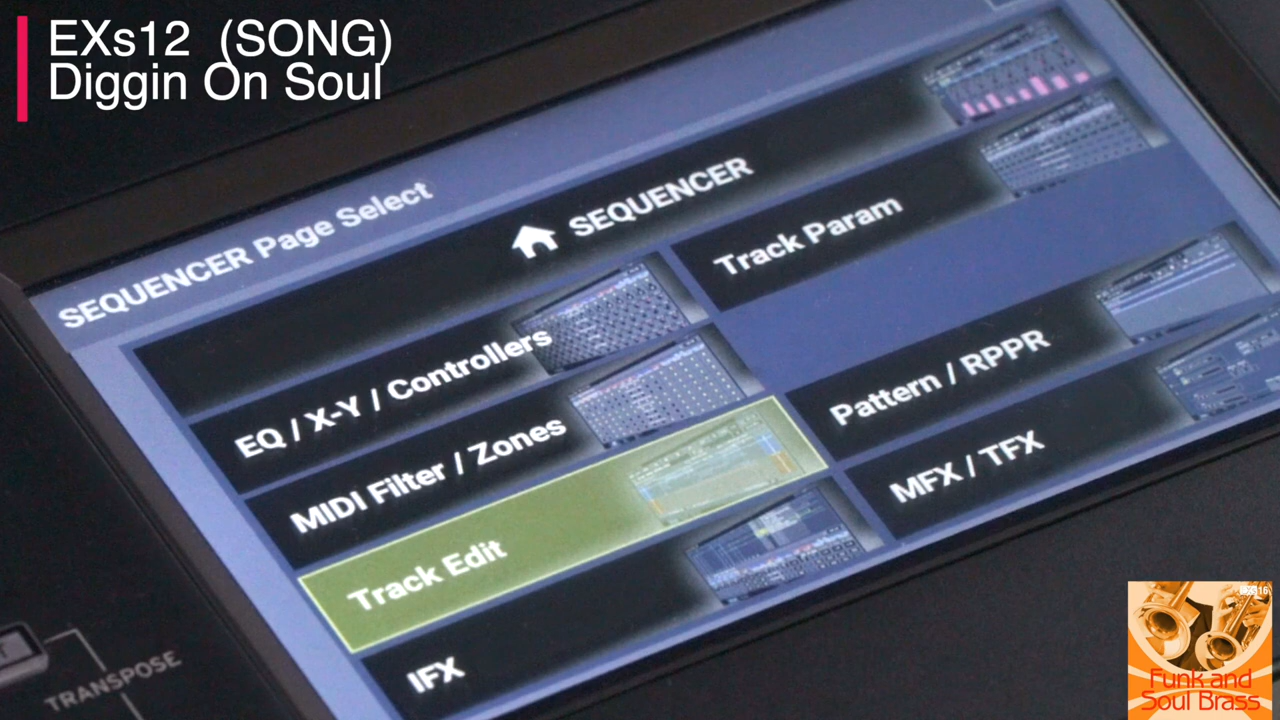 EXs12 (SONG)
Diggin On Soul
SEQUENCER Page Select
SEQUENCER
Track Param
EQ / X-Y / Controllers
MIDI Filter / Zones
Pattern / RPPR
Track Edit
MFX / TFX
IFX
TRANSPOSE
Funk and
Soul Brass